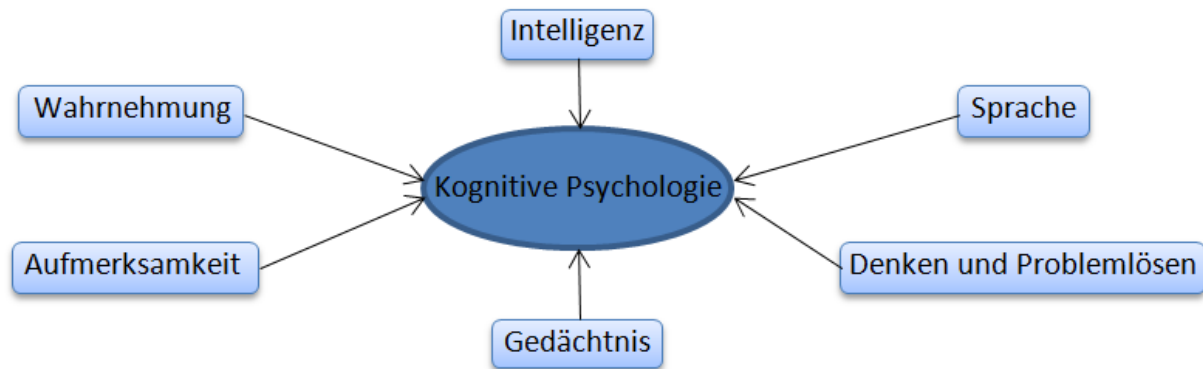 Intelligenz
Wahrnehmung
Sprache
Kognitive Psychologie
Aufmerksamkeit
Denken und Problemlösen
Gedächtnis